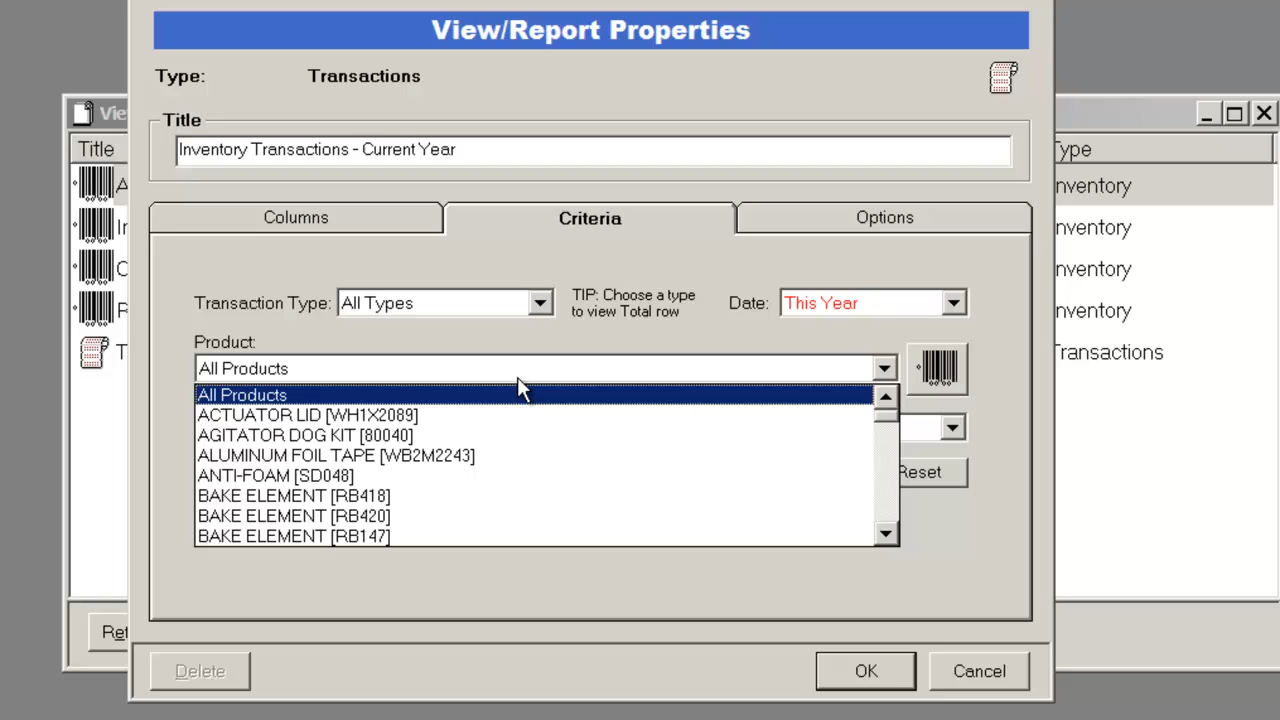 View/Report Properties
Type: Transactions
Title
Inventory Transactions - Current Year
Vie
Title
Type
A
nventory
Columns
Criteria
Options
Ir
nventory
C
nventory
Transaction Type: All Types
TIP: Choose a type
to view Total row
Date: This Year
nventory
Product:
T
Transactions
All Products
All Products
ACTUATOR LID [WH1X2089]
AGITATOR DOG KIT [80040]
ALUMINUM FOIL TAPE [WB2M2243]
ANTI-FOAM [SD048]
Reset
BAKE ELEMENT [RB418]
BAKE ELEMENT [RB420]
BAKE ELEMENT [RB147]
Ret
Delete
OK
Cancel